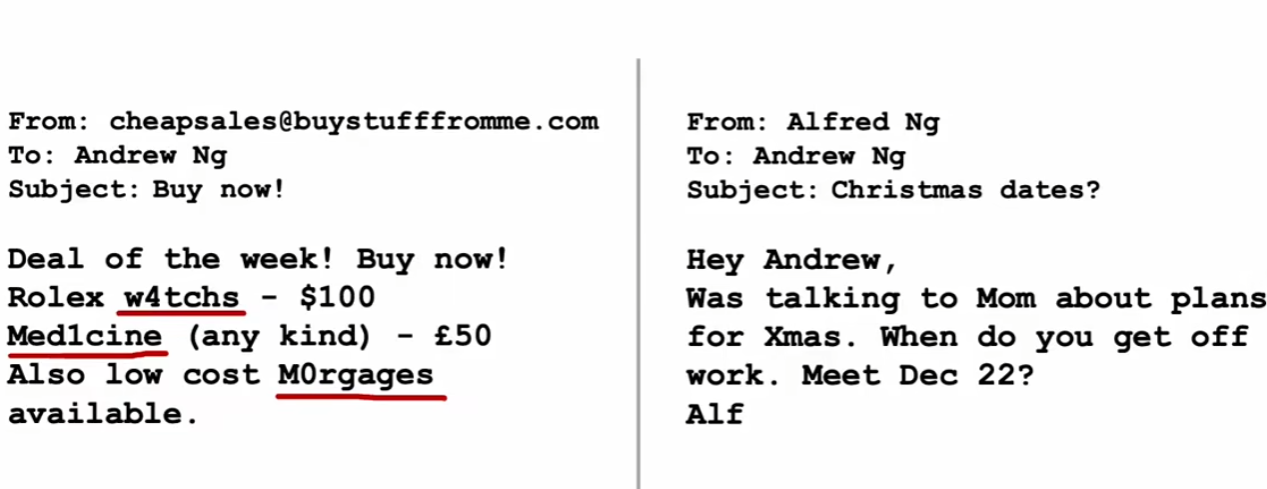 From: cheapsales@buystufffromme.com
To: Andrew Ng
Subject: Buy now!
Deal of the week! Buy now!
Rolex w4tchs - $100
Med1cine (any kind) - £50
Also low cost M0rgages
available.
From: Alfred Ng
To: Andrew Ng
Subject: Christmas dates?
Hey Andrew,
Was talking to Mom about plans
for Xmas. When do you get off
work. Meet Dec 22?
Alf